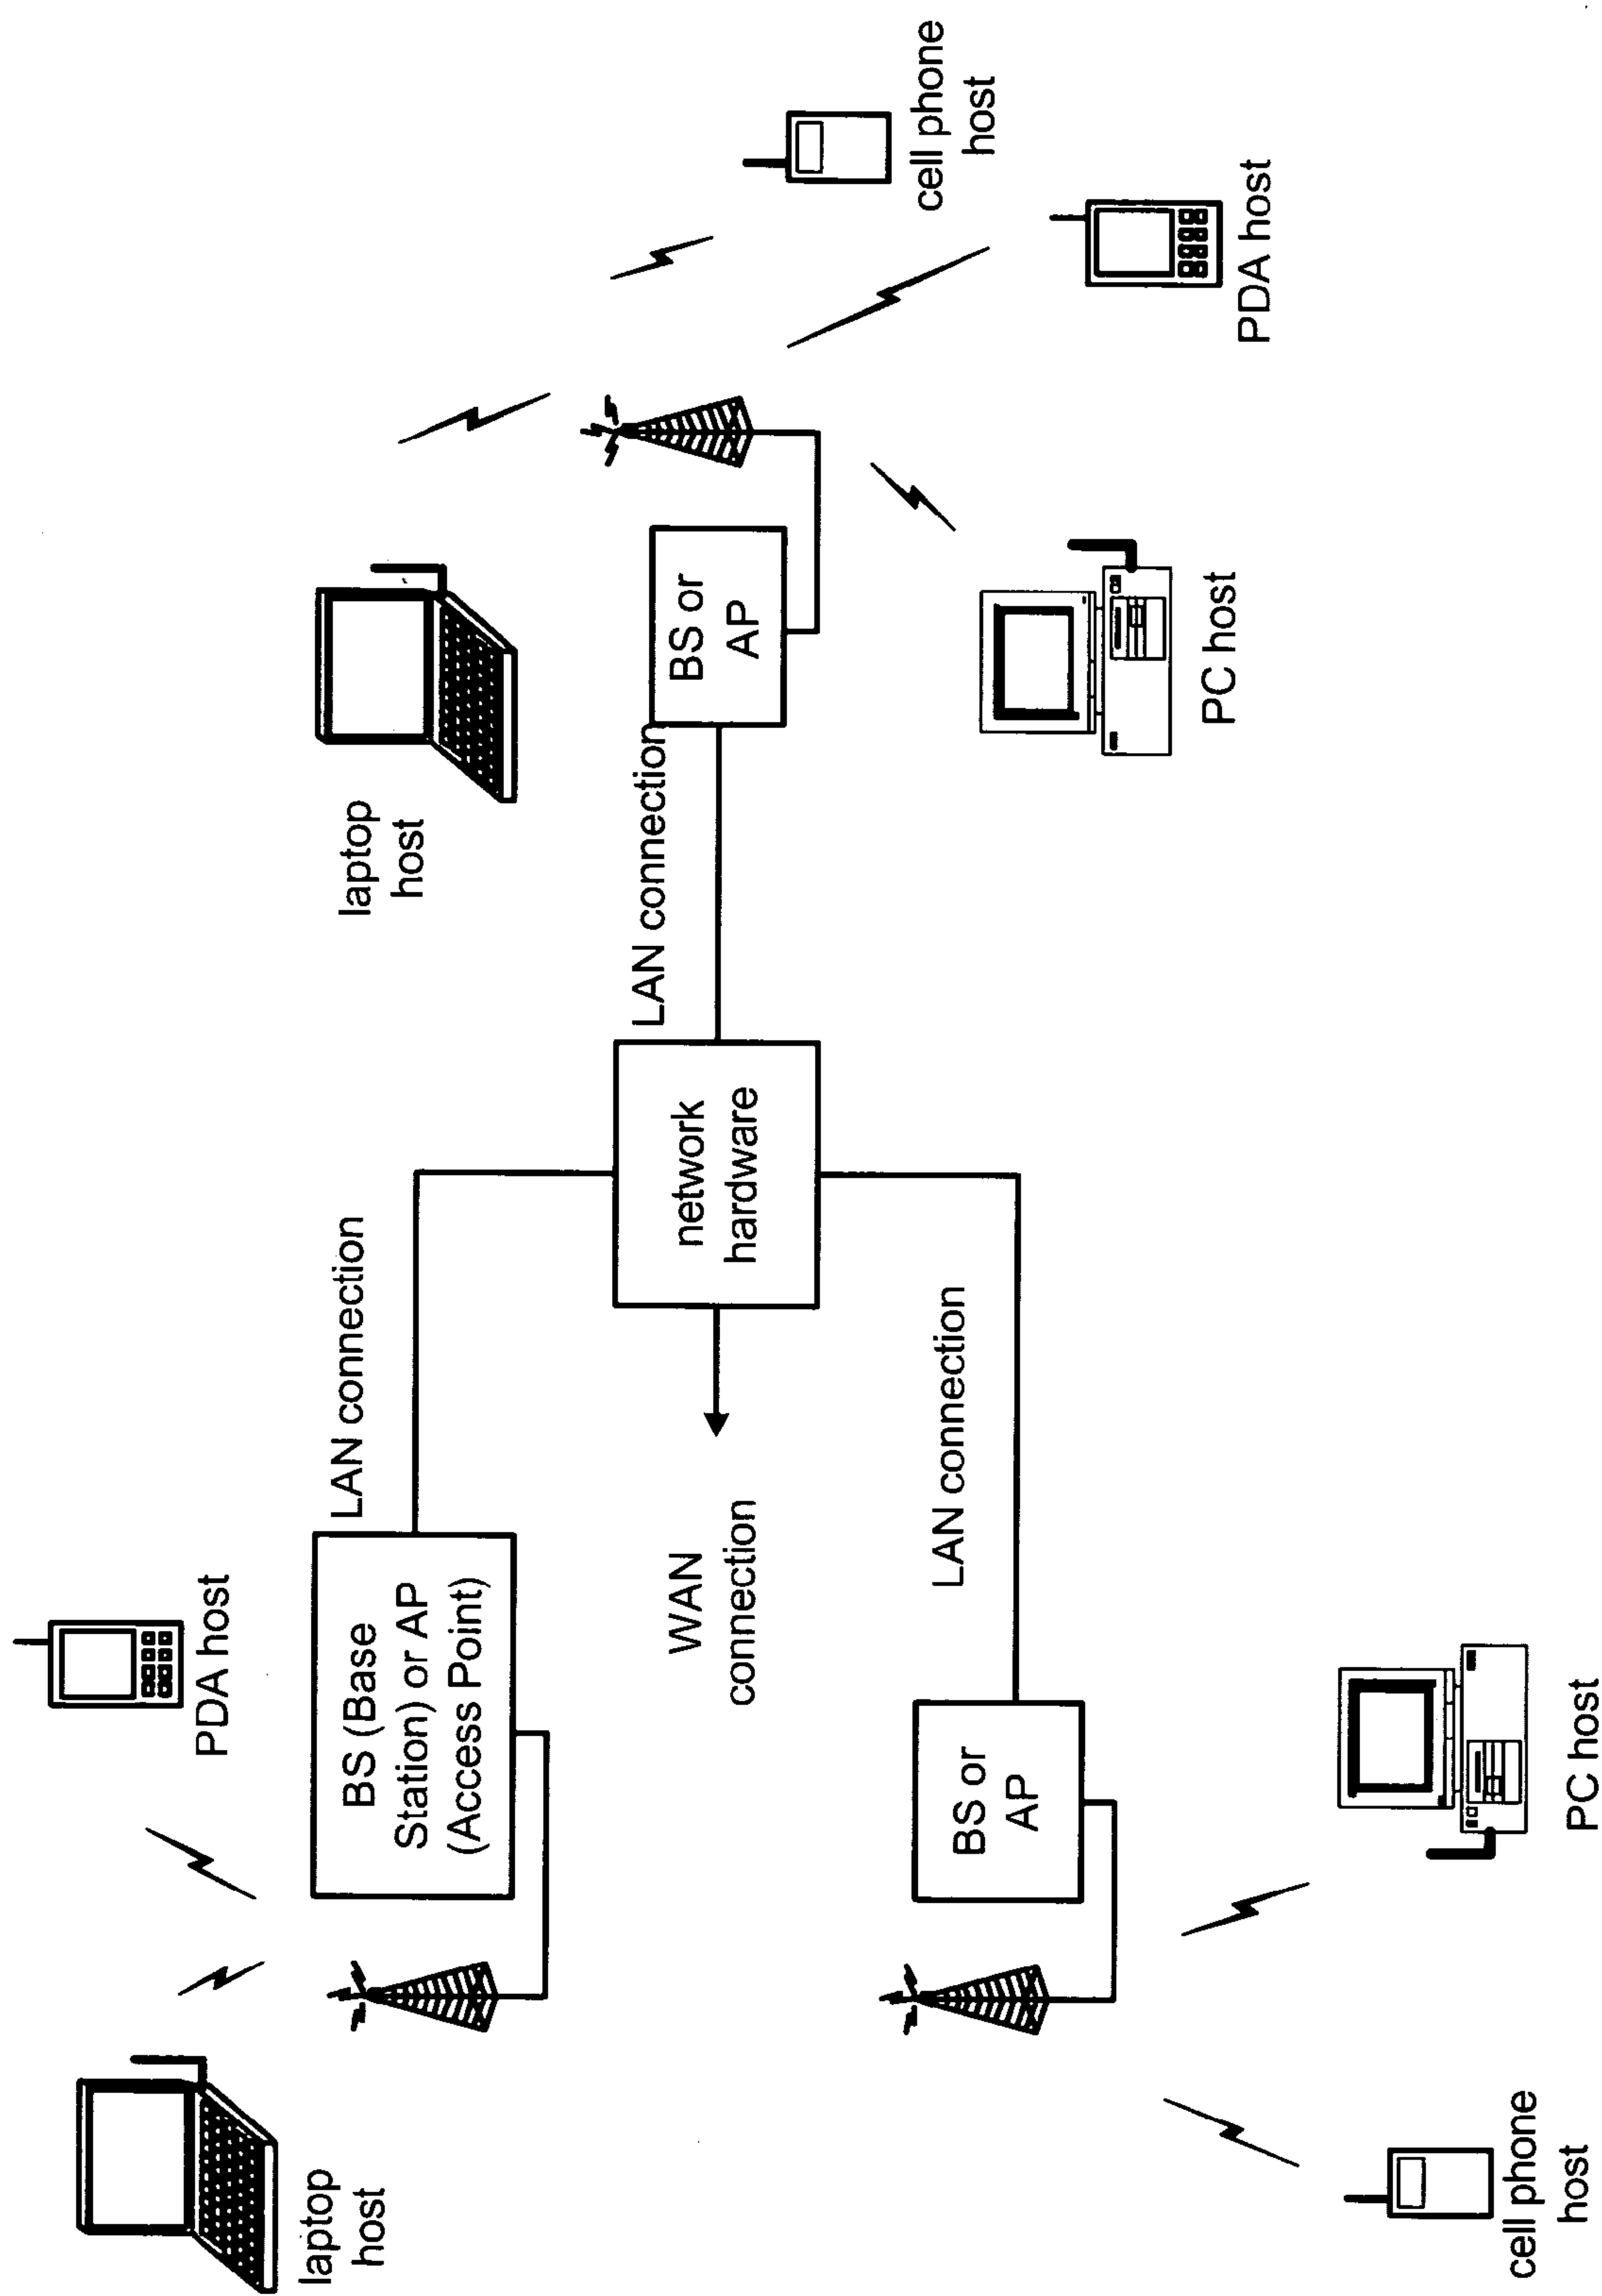 laptop
host
PDA host
BS (Base
Station) or AP
(Access Point)
LAN connection
laptop
host
WAN
connection
network
hardware
LAN connection
BS or
AP
cell phone
host
BS or
AP
LAN connection
PC host
PDA host
cell phone
host
PC host